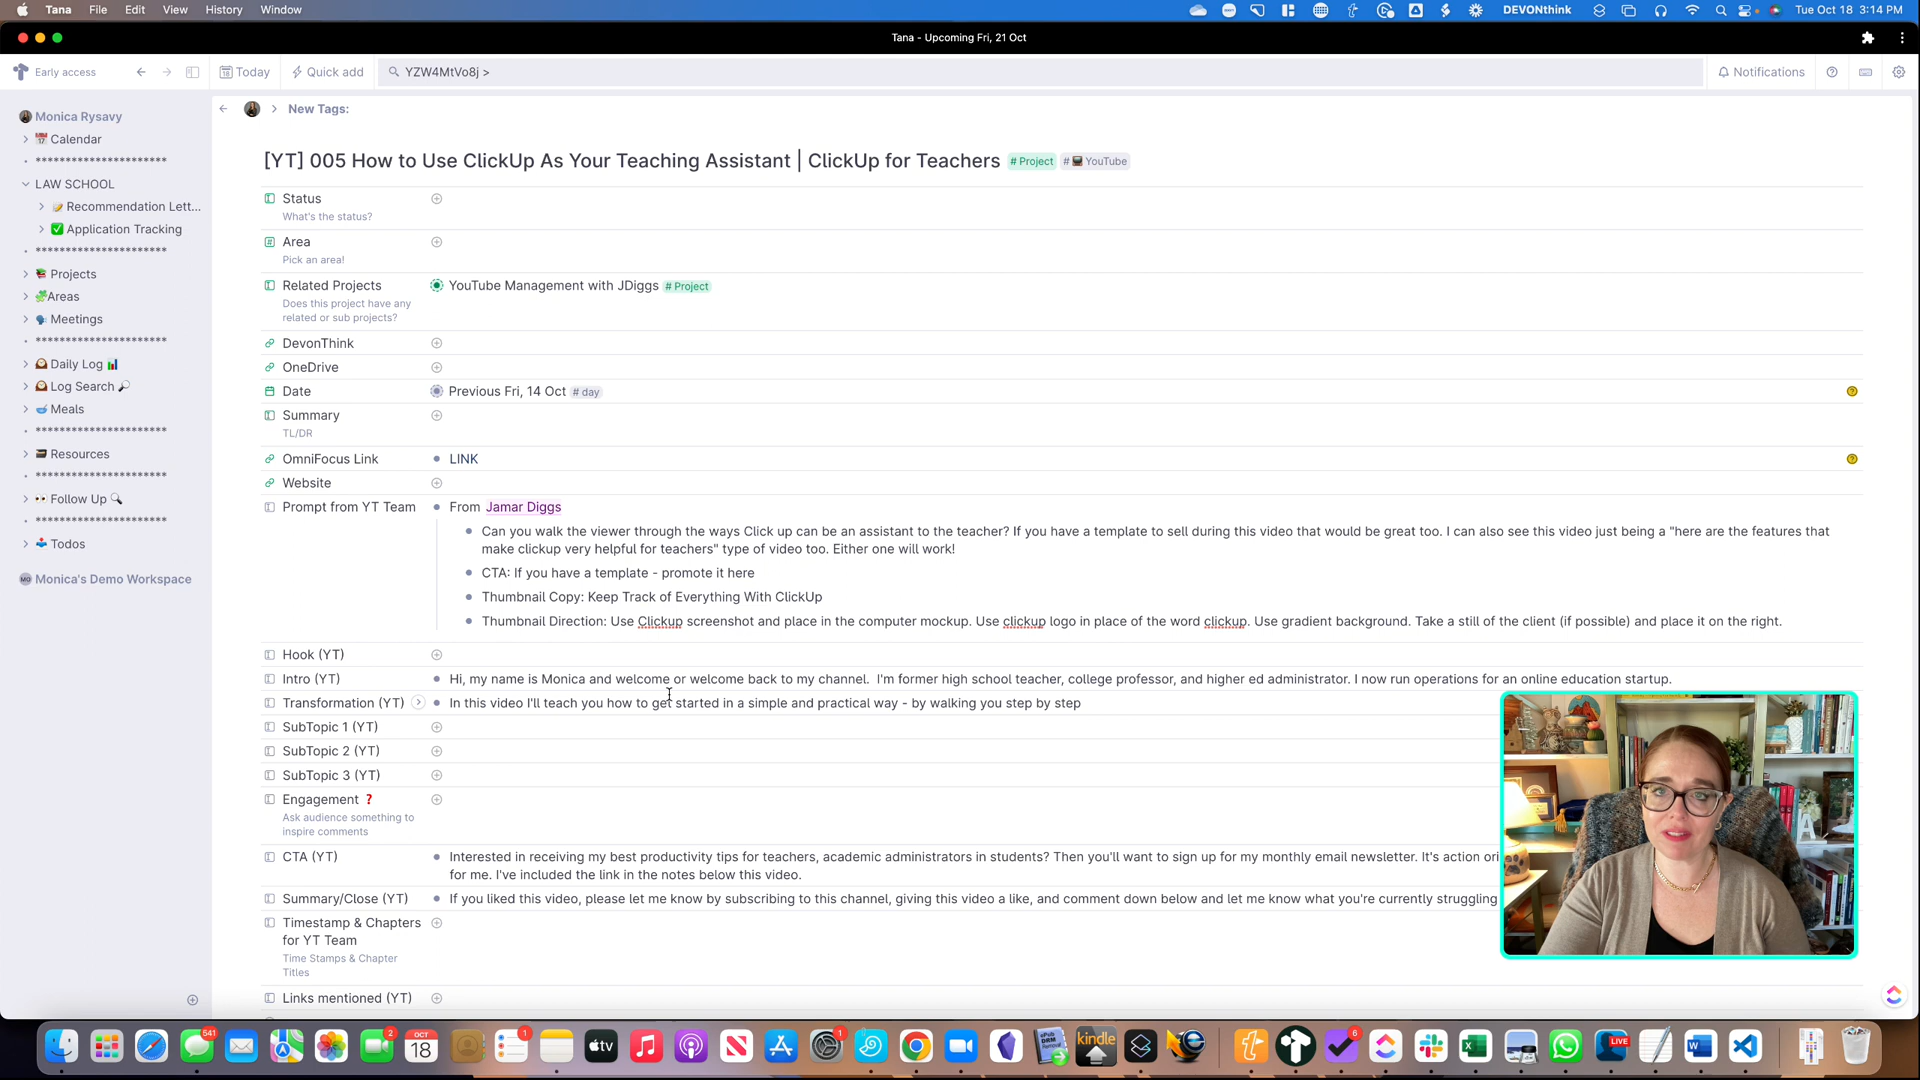 Tana File Edit View History Window
DEVONthink Tue Oct 18 3:14 PM
Tana - Upcoming Fri, 21 Oct
Early access
Today
Quick add
YZW4MtVo8j >
Notifications
Monica Rysavy
Calendar
**********************
LAW SCHOOL
Recommendation Lett...
Application Tracking
**********************
Projects
Areas
Meetings
**********************
Daily Log
Log Search
Meals
**********************
Resources
**********************
Follow Up
**********************
Todos
MO Monica's Demo Workspace
New Tags:
[YT] 005 How to Use ClickUp As Your Teaching Assistant | ClickUp for Teachers # Project # YouTube
Status
What's the status?
Area
Pick an area!
Related Projects
Does this project have any
related or sub projects?
YouTube Management with JDiggs # Project
DevonThink
OneDrive
Date
Previous Fri, 14 Oct # day
Summary
TL/DR
OmniFocus Link
LINK
Website
Prompt from YT Team
From Jamar Diggs
Can you walk the viewer through the ways Click up can be an assistant to the teacher? If you have a template to sell during this video that would be great too. I can also see this video just being a "here are the features that
make clickup very helpful for teachers" type of video too. Either one will work!
CTA: If you have a template - promote it here
Thumbnail Copy: Keep Track of Everything With ClickUp
Thumbnail Direction: Use Clickup screenshot and place in the computer mockup. Use clickup logo in place of the word clickup. Use gradient background. Take a still of the client (if possible) and place it on the right.
Hook (YT)
Intro (YT)
Hi, my name is Monica and welcome or welcome back to my channel. I'm former high school teacher, college professor, and higher ed administrator. I now run operations for an online education startup.
Transformation (YT)
In this video I'll teach you how to get started in a simple and practical way - by walking you step by step
SubTopic 1 (YT)
SubTopic 2 (YT)
SubTopic 3 (YT)
Engagement ?
Ask audience something to
inspire comments
CTA (YT)
Interested in receiving my best productivity tips for teachers, academic administrators in students? Then you'll want to sign up for my monthly email newsletter. It's action ori
for me. I've included the link in the notes below this video.
Summary/Close (YT)
If you liked this video, please let me know by subscribing to this channel, giving this video a like, and comment down below and let me know what you're currently struggling
Timestamp & Chapters
for YT Team
Time Stamps & Chapter
Titles
Links mentioned (YT)
541
2
OCT
18
1
tv
1
kindle
6
LIVE